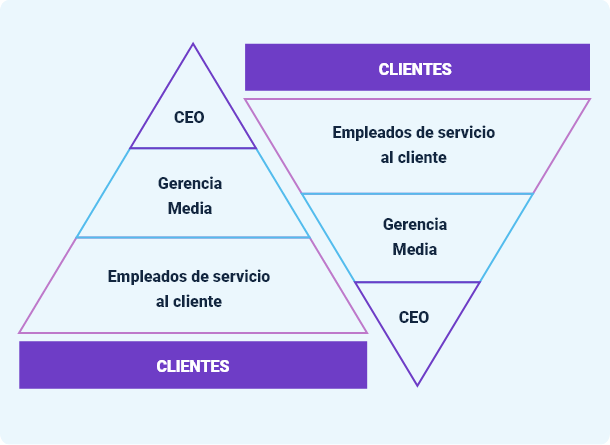 CEO
Gerencia
Media
Empleados de servicio
al cliente
CLIENTES
CLIENTES
Empleados de servicio
al cliente
Gerencia
Media
CEO